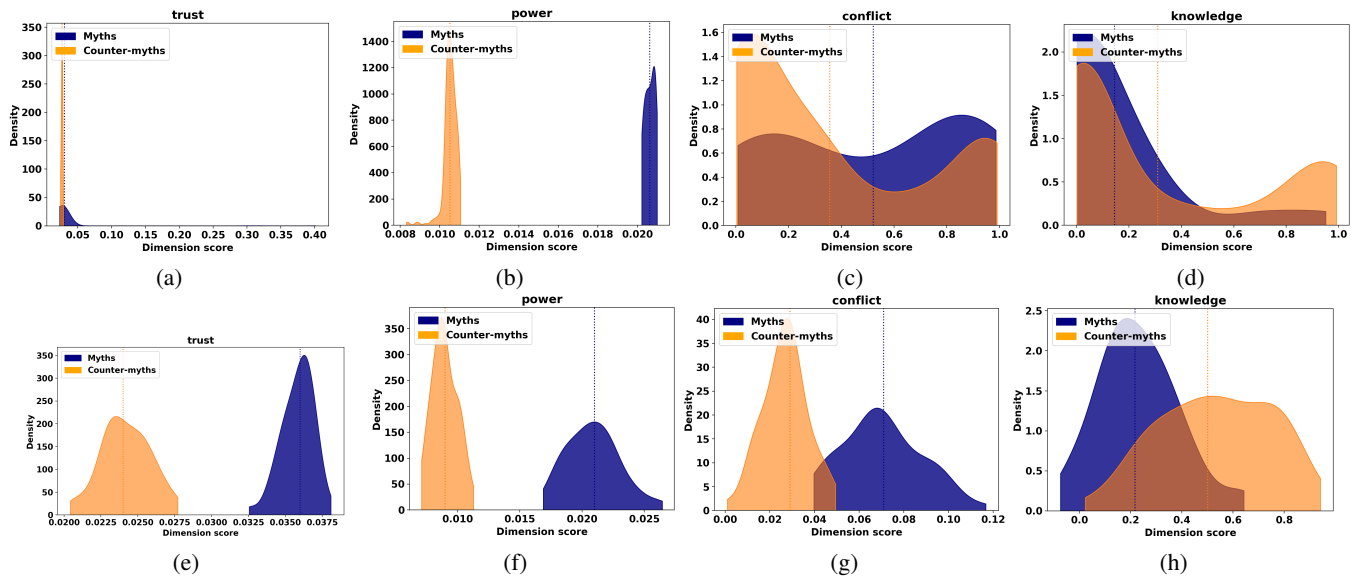 trust
350
300
250
200
150
100
50
0
Density
Myths
Counter-myths
0.05 0.10 0.15 0.20 0.25 0.30 0.35 0.40
Dimension score
(a)
power
1400
1200
1000
800
600
400
200
0
Density
Myths
Counter-myths
0.008 0.010 0.012 0.014 0.016 0.018 0.020
Dimension score
(b)
conflict
1.6
1.4
1.2
1.0
0.8
0.6
0.4
0.2
0.0
Density
Myths
Counter-myths
0.0 0.2 0.4 0.6 0.8 1.0
Dimension score
(c)
knowledge
2.0
1.5
1.0
0.5
0.0
Density
Myths
Counter-myths
0.0 0.2 0.4 0.6 0.8 1.0
Dimension score
(d)
trust
350
300
250
200
150
100
50
0
Density
Myths
Counter-myths
0.0200 0.0225 0.0250 0.0275 0.0300 0.0325 0.0350 0.0375
Dimension score
(e)
power
350
300
250
200
150
100
50
0
Density
Myths
Counter-myths
0.010 0.015 0.020 0.025
Dimension score
(f)
conflict
40
35
30
25
20
15
10
5
0
Density
Myths
Counter-myths
0.00 0.02 0.04 0.06 0.08 0.10 0.12
Dimension score
(g)
knowledge
2.5
2.0
1.5
1.0
0.5
0.0
Density
Myths
Counter-myths
0.0 0.2 0.4 0.6 0.8
Dimension score
(h)